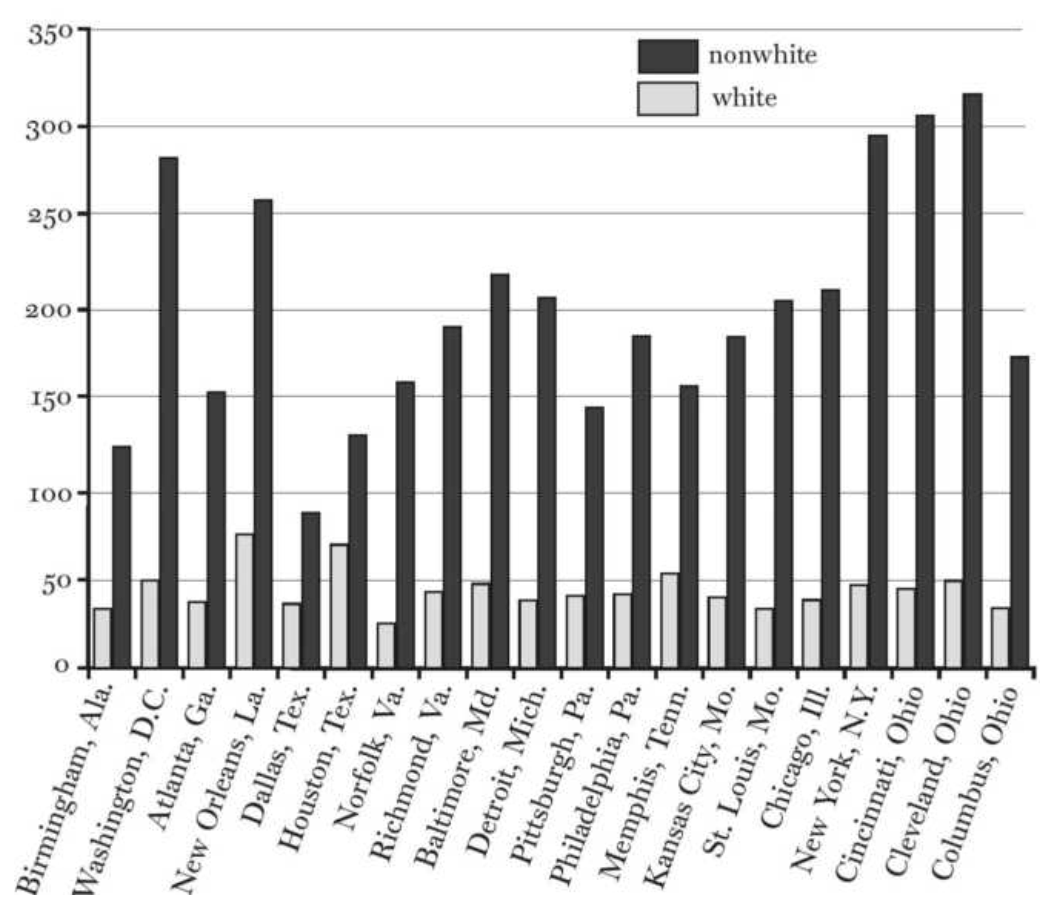 350
300
250
200
150
100
50
0
nonwhite
white
Birmingham, Ala.
Washington, D.C.
Atlanta, Ga.
New Orleans, La.
Dallas, Tex.
Houston, Tex.
Norfolk, Va.
Richmond, Va.
Baltimore, Md.
Detroit, Mich.
Pittsburgh, Pa.
Philadelphia, Pa.
Memphis, Tenn.
Kansas City, Mo.
St. Louis, Mo.
Chicago, Ill.
New York, N.Y.
Cincinnati, Ohio
Cleveland, Ohio
Columbus, Ohio